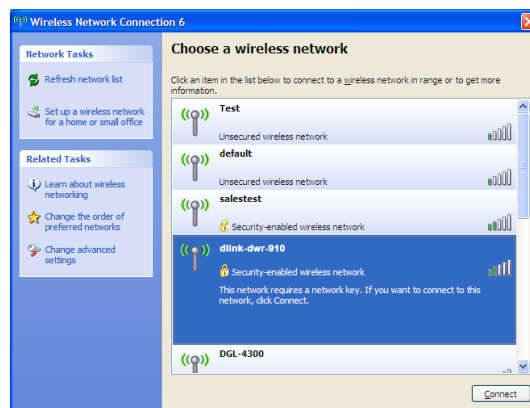 Wireless Network Connection 6
Network Tasks
Refresh network list
Set up a wireless network
for a home or small office
Related Tasks
Learn about wireless
networking
Change the order of
preferred networks
Change advanced
settings
Choose a wireless network
Click an item in the list below to connect to a wireless network in range or to get more
information.
Test
Unsecured wireless network
default
Unsecured wireless network
salestest
Security-enabled wireless network
dlink-dwr-910
Security-enabled wireless network
This network requires a network key. If you want to connect to this
network, click Connect.
DGL-4300
Connect